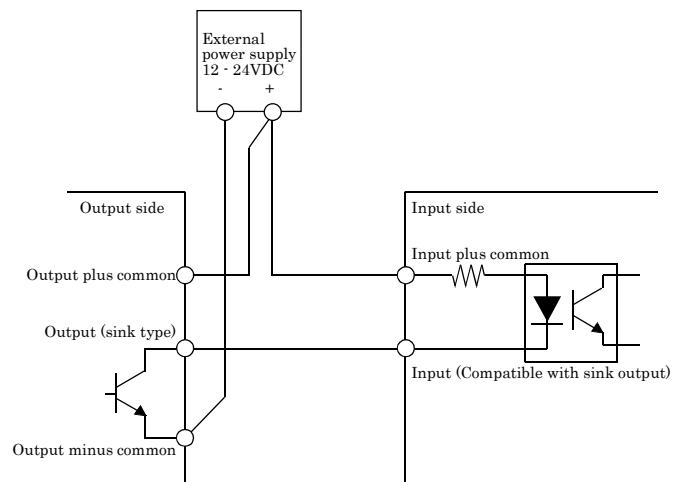 External
power supply
12 - 24VDC
- +
Output side
Input side
Input plus common
Output plus common
Output (sink type)
Input (Compatible with sink output)
Output minus common